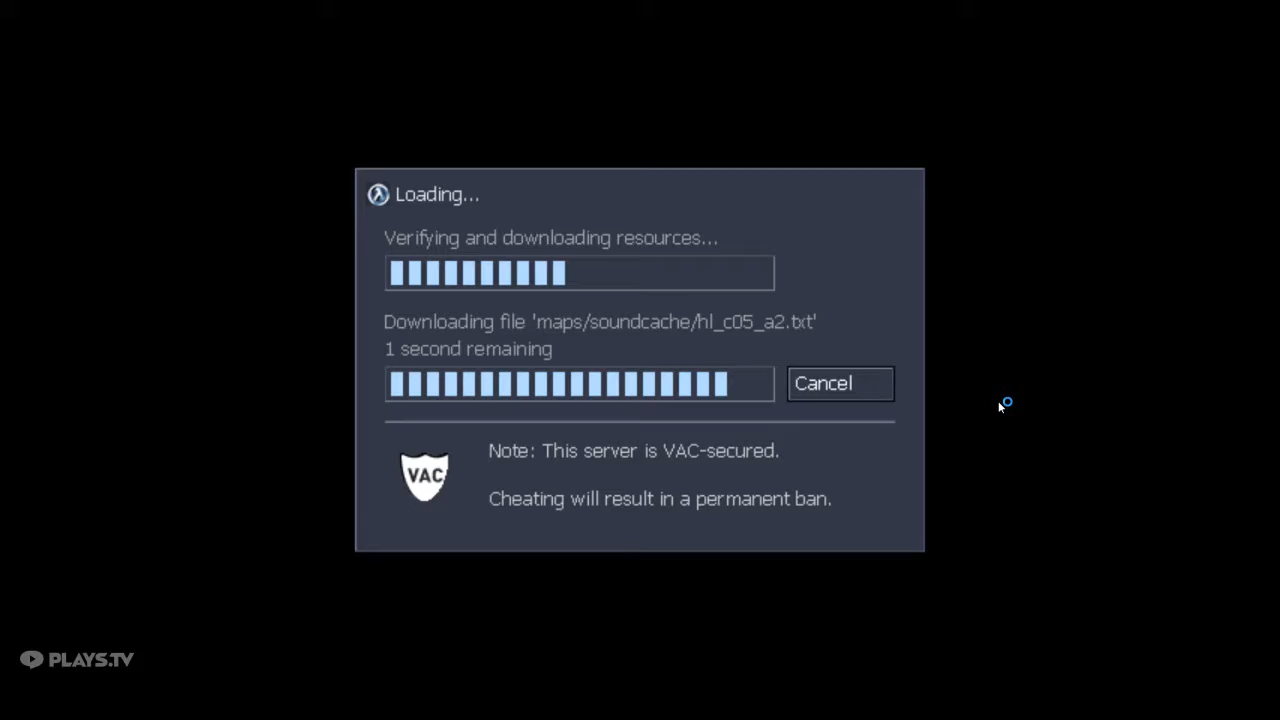 Loading...
Verifying and downloading resources...
Downloading file 'maps/soundcache/hl_c05_a2.txt'
1 second remaining
Cancel
VAC
Note: This server is VAC-secured.
Cheating will result in a permanent ban.
PLAYS.TV